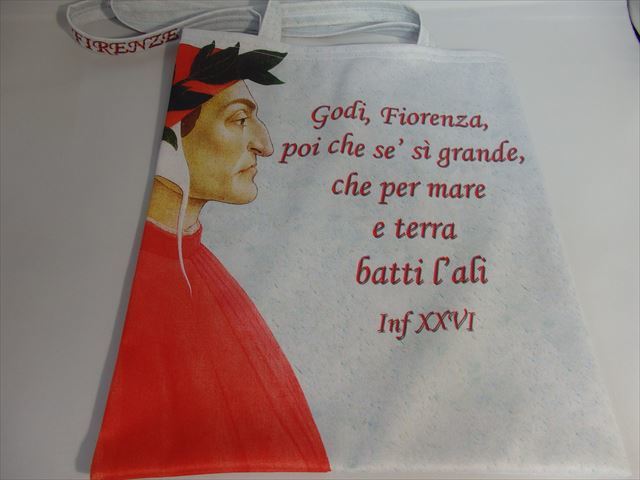 FIRENZE
Godi, Fiorenza,
poi che se' sì grande,
che per mare
e terra
batti l'ali
Inf XXVI